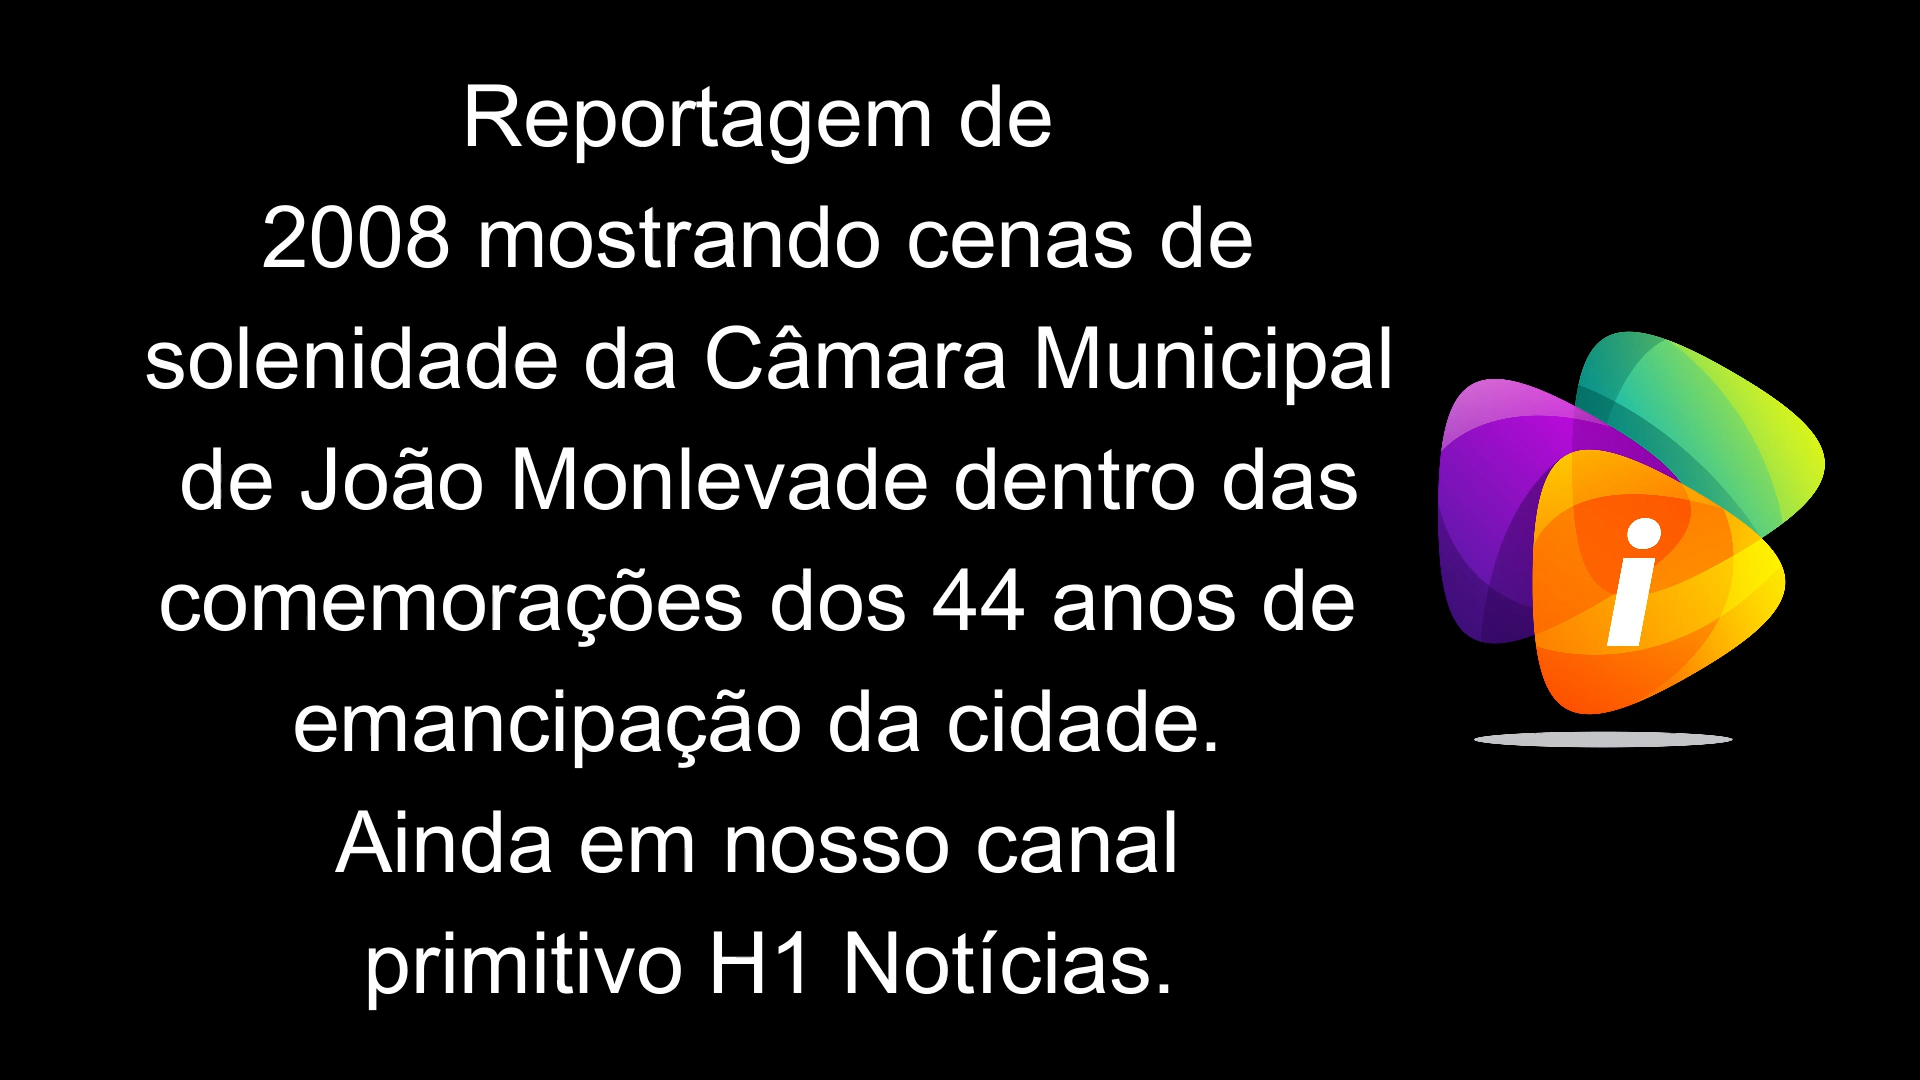 Reportagem de
2008 mostrando cenas de
solenidade da Câmara Municipal
de João Monlevade dentro das
comemorações dos 44 anos de
emancipação da cidade.
Ainda em nosso canal
primitivo H1 Notícias.
i